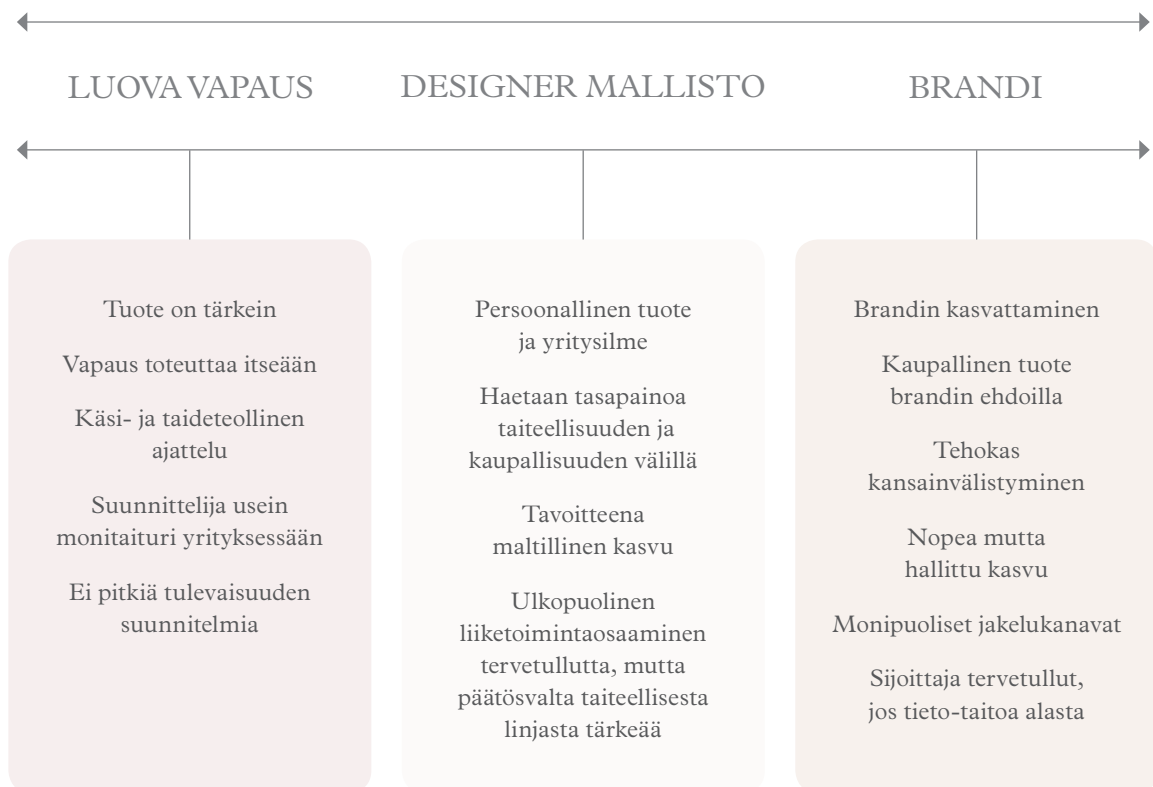 LUOVA VAPAUS
DESIGNER MALLISTO
BRANDI
Tuote on tärkein
Vapaus toteuttaa itseään
Käsi- ja taideteollinen
ajattelu
Suunnittelija usein
monitaituri yrityksessään
Ei pitkiä tulevaisuuden
suunnitelmia
Persoonallinen tuote
ja yritysilme
Haetaan tasapainoa
taiteellisuuden ja
kaupallisuuden välillä
Tavoitteena
maltillinen kasvu
Ulkopuolinen
liiketoimintaosaaminen
tervetullutta, mutta
päätösvalta taiteellisesta
linjasta tärkeää
Brandin kasvattaminen
Kaupallinen tuote
brandin ehdoilla
Tehokas
kansainvälistyminen
Nopea mutta
hallittu kasvu
Monipuoliset jakelukanavat
Sijoittaja tervetullut,
jos tieto-taitoa alasta